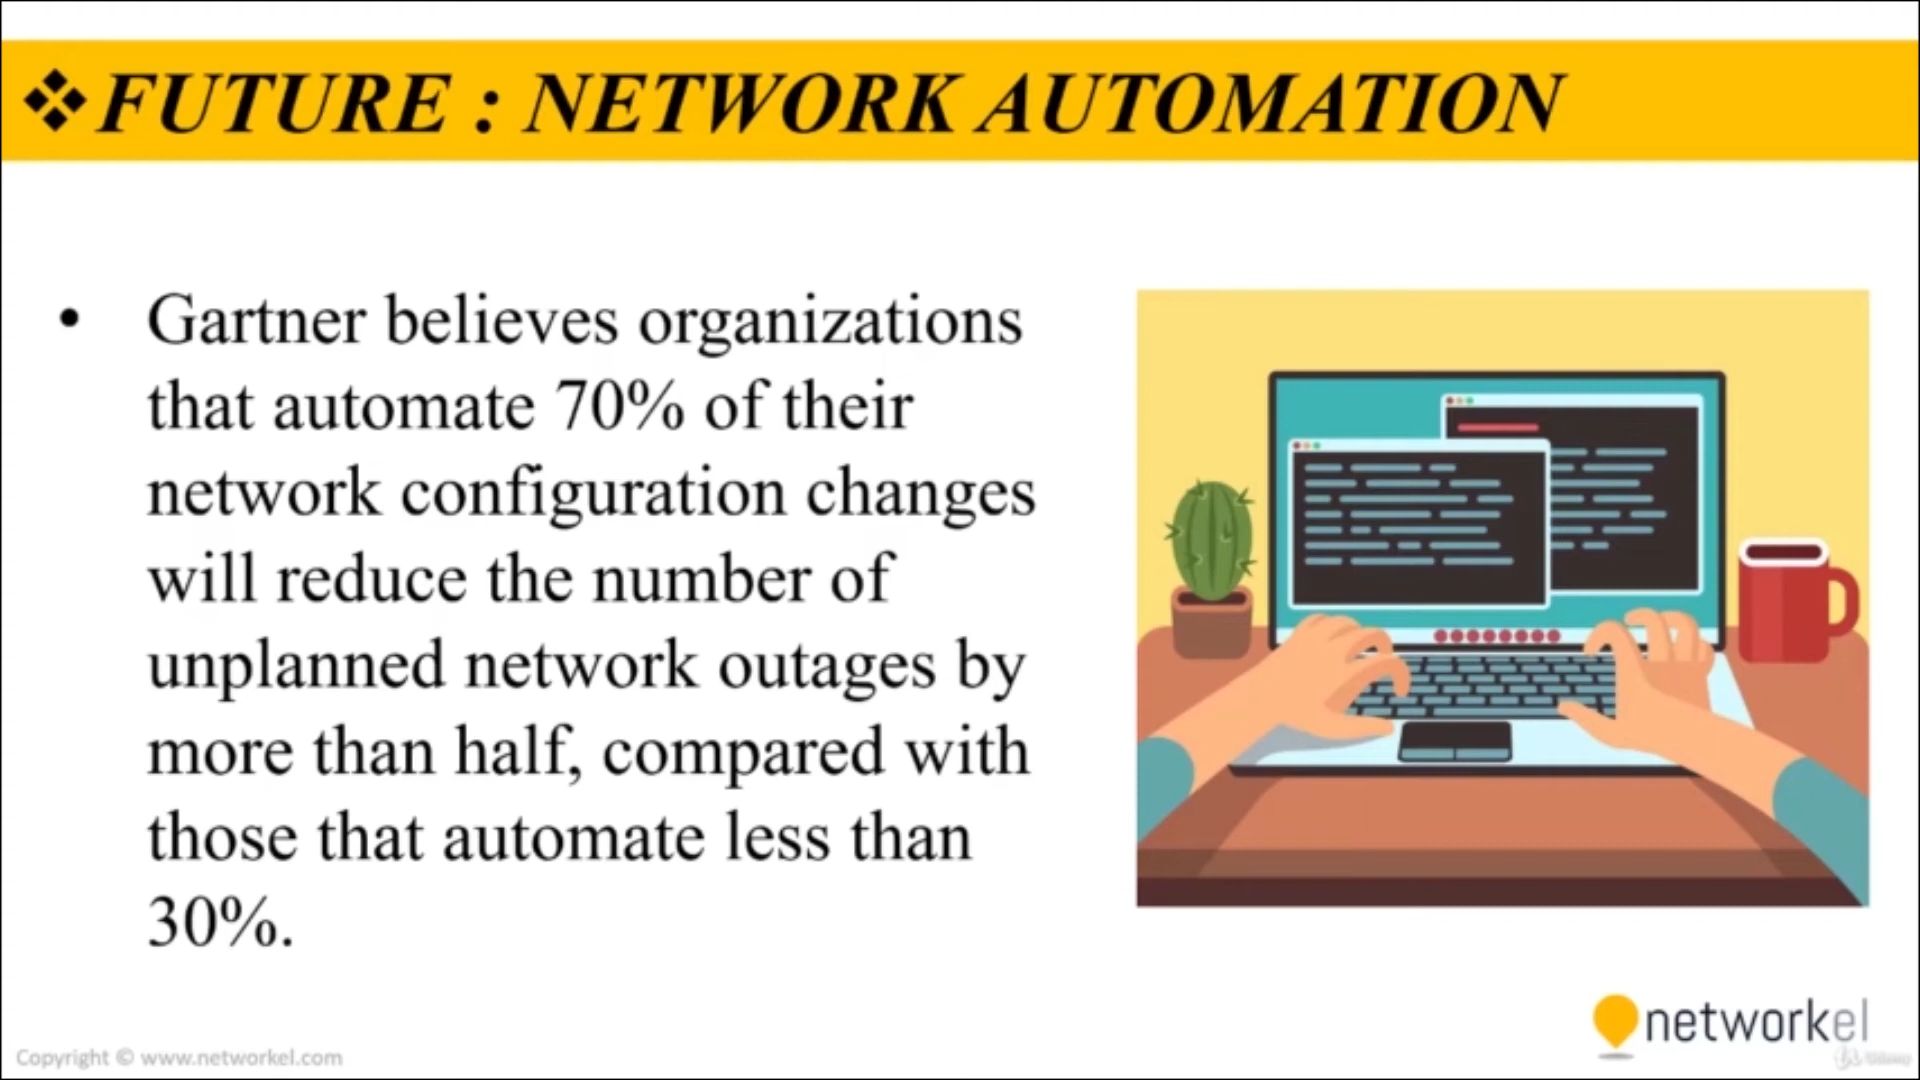 ❖FUTURE : NETWORK AUTOMATION
• Gartner believes organizations
that automate 70% of their
network configuration changes
will reduce the number of
unplanned network outages by
more than half, compared with
those that automate less than
30%.
networkel
Copyright © www.networkel.com
Udemy